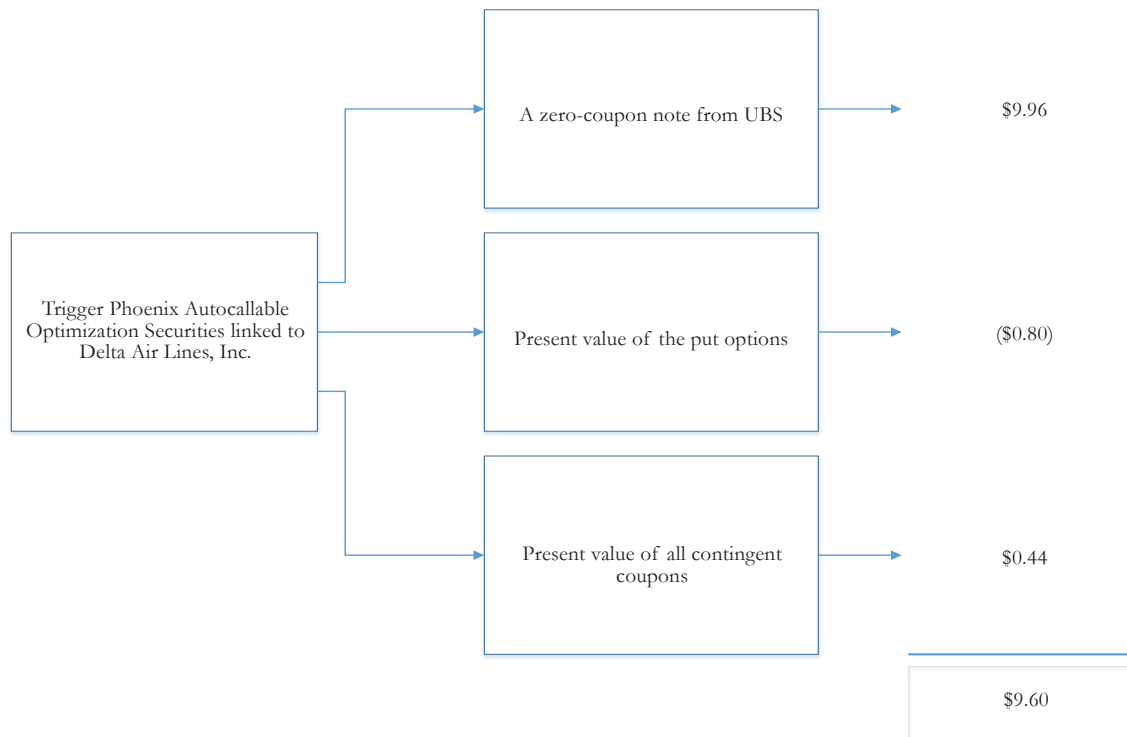 A zero-coupon note from UBS
$9.96
Trigger Phoenix Autocallable
Optimization Securities linked to
Delta Air Lines, Inc.
Present value of the put options
($0.80)
Present value of all contingent
coupons
$0.44
$9.60